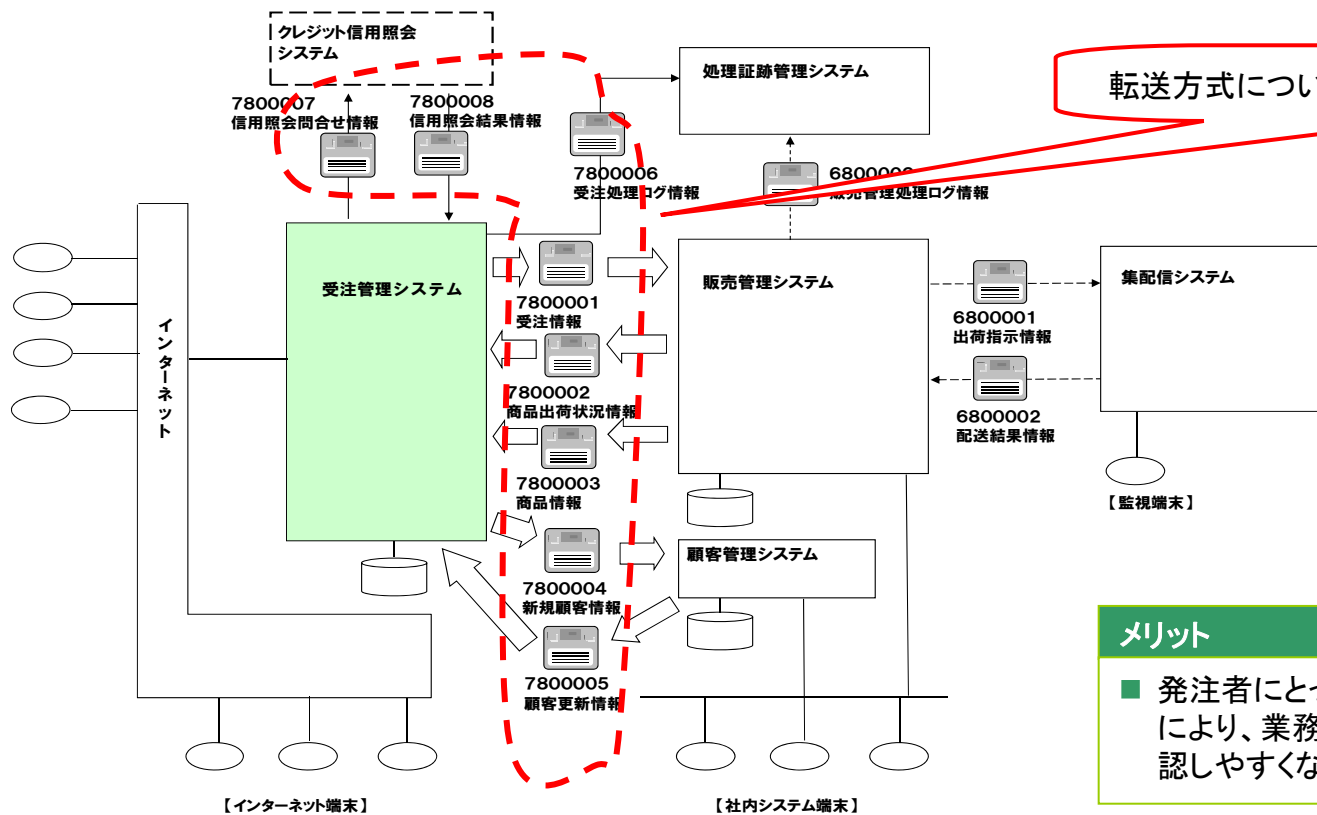 クレジット信用照会
システム
処理証跡管理システム
転送方式につい
7800007
信用照会問合せ情報
7800008
信用照会結果情報
7800006
受注処理ログ情報
680000
販売管理処理ログ情報
受注管理システム
販売管理システム
集配信システム
7800001
受注情報
6800001
出荷指示情報
7800002
商品出荷状況情報
6800002
配送結果情報
インターネット
7800003
商品情報
【監視端末】
顧客管理システム
7800004
新規顧客情報
7800005
顧客更新情報
メリット
■ 発注者にとっ
により、業務
認しやすくな
【インターネット端末】
【社内システム端末】